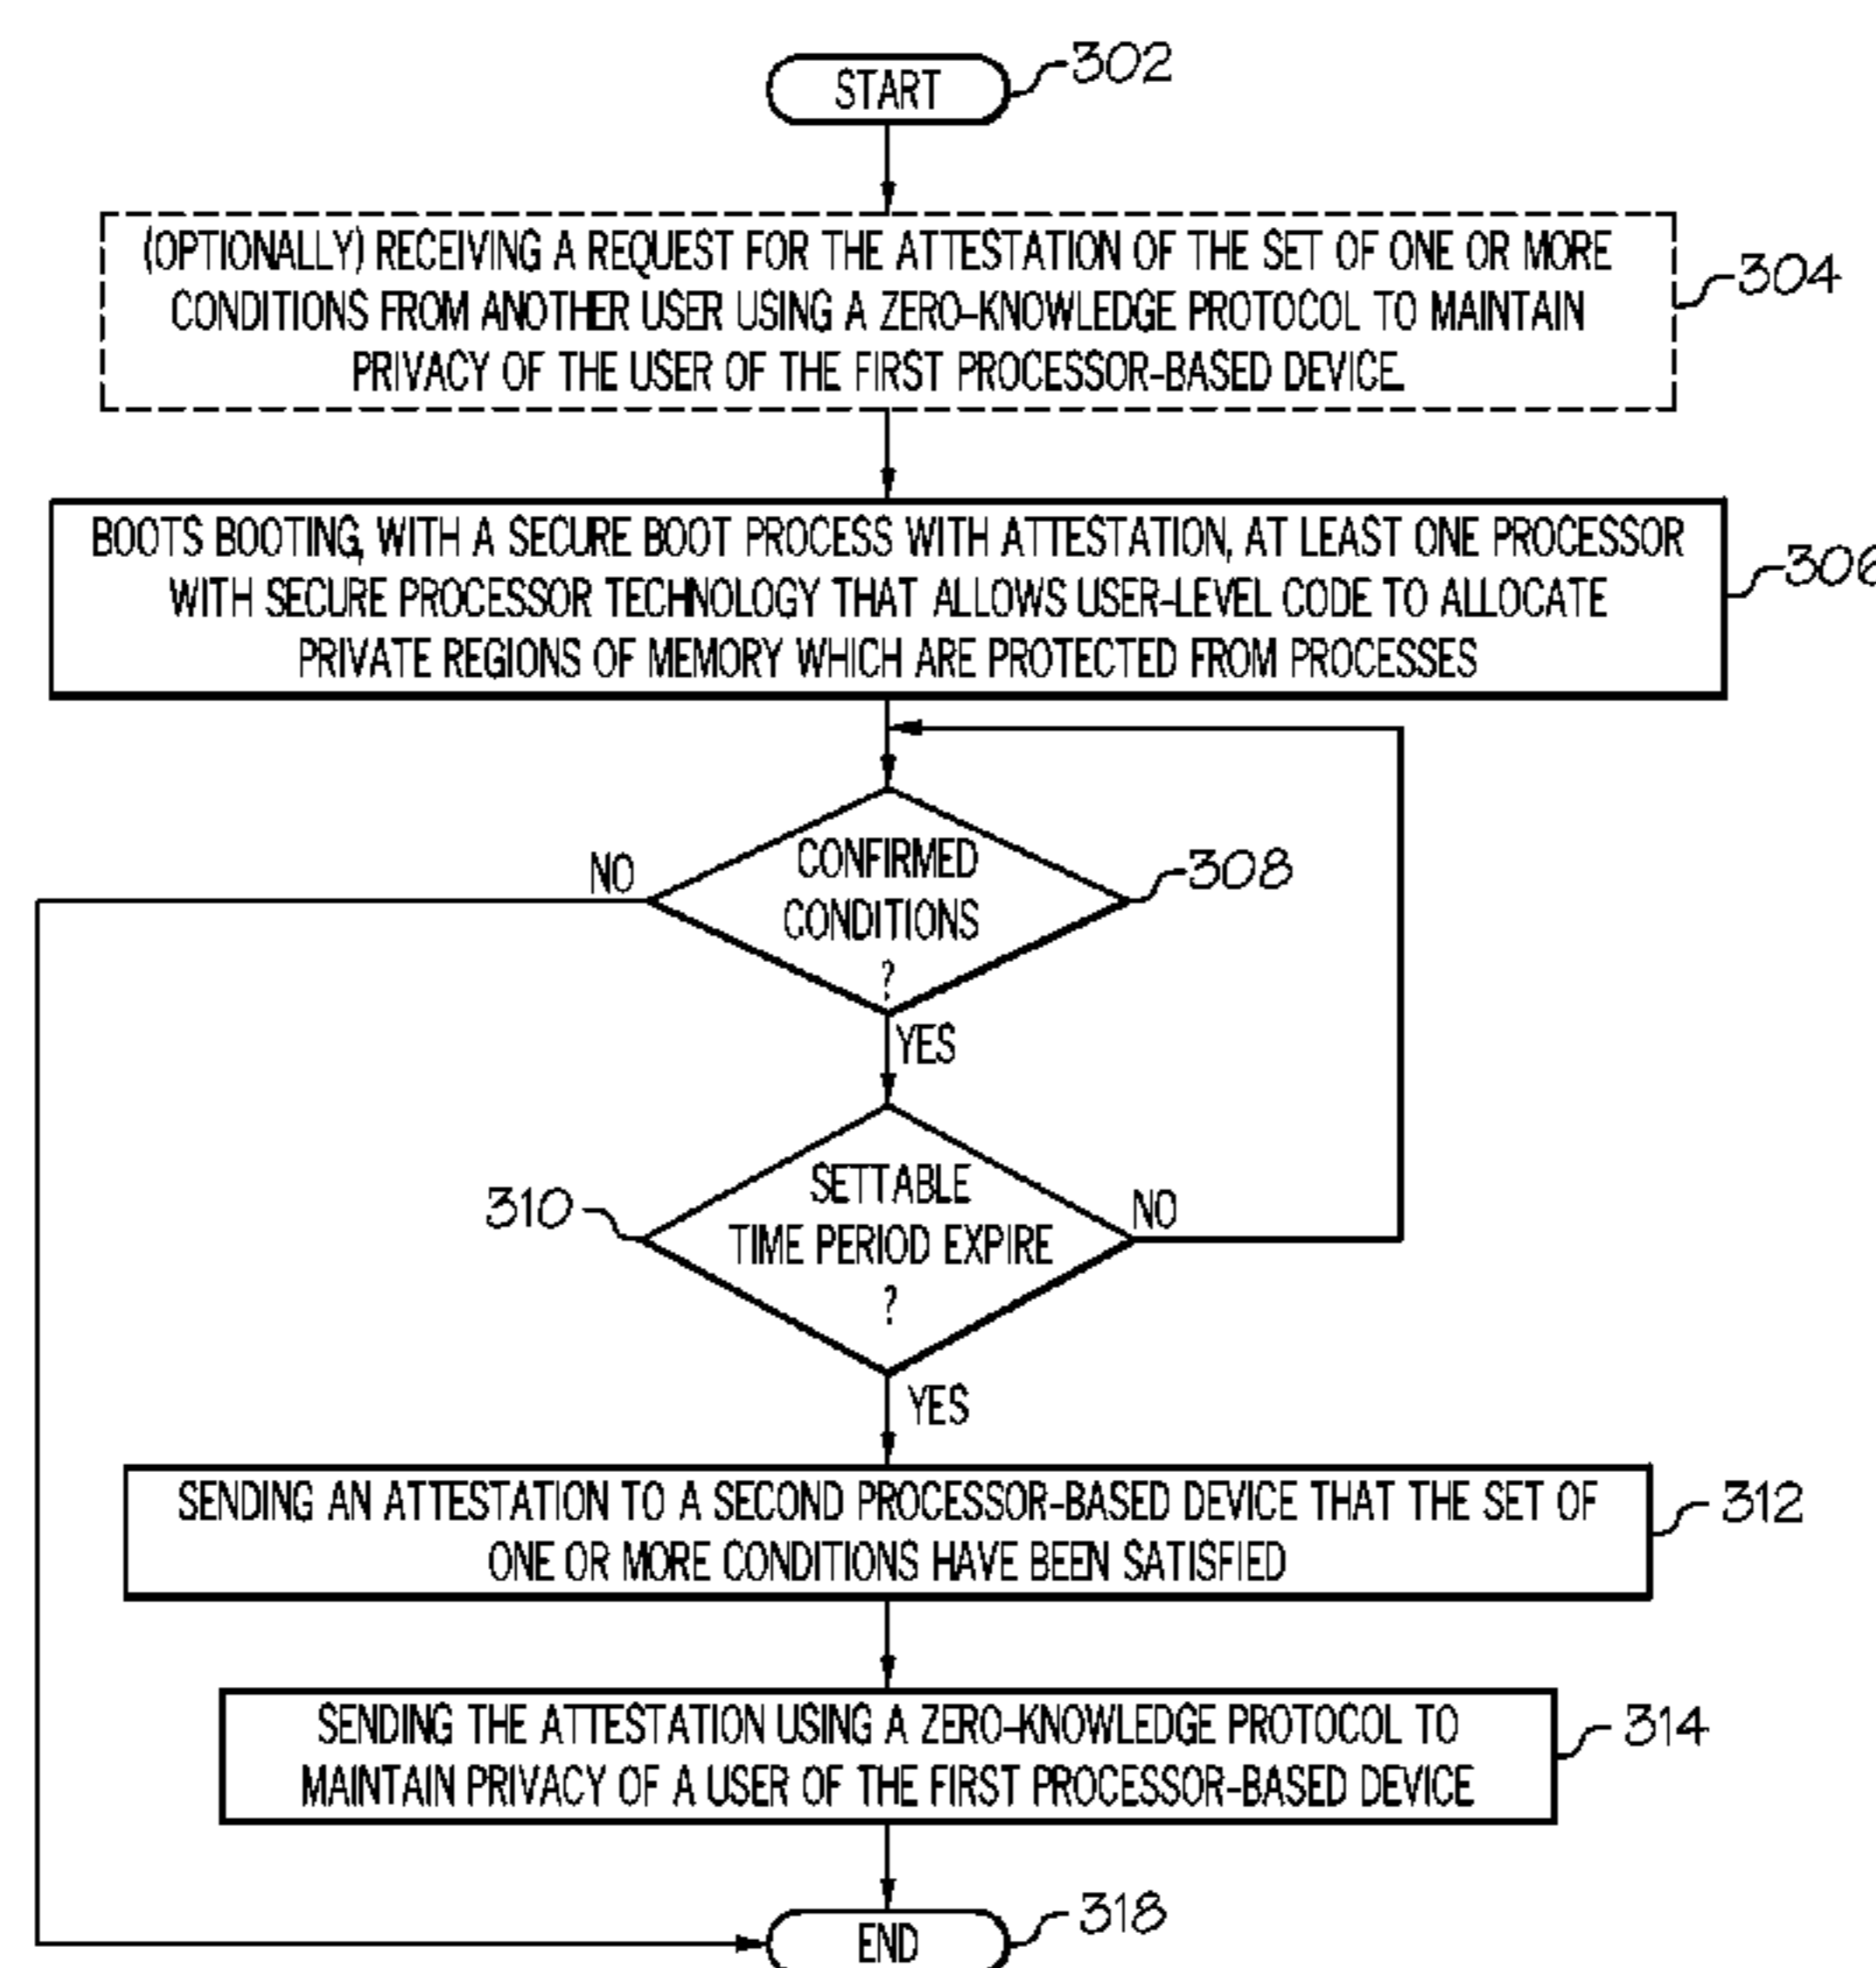 START
302
(OPTIONALLY) RECEIVING A REQUEST FOR THE ATTESTATION OF THE SET OF ONE OR MORE
CONDITIONS FROM ANOTHER USER USING A ZERO-KNOWLEDGE PROTOCOL TO MAINTAIN
PRIVACY OF THE USER OF THE FIRST PROCESSOR-BASED DEVICE.
304
BOOTS BOOTING, WITH A SECURE BOOT PROCESS WITH ATTESTATION, AT LEAST ONE PROCESSOR
WITH SECURE PROCESSOR TECHNOLOGY THAT ALLOWS USER-LEVEL CODE TO ALLOCATE
PRIVATE REGIONS OF MEMORY WHICH ARE PROTECTED FROM PROCESSES
306
CONFIRMED
CONDITIONS
?
308
NO
YES
SETTABLE
TIME PERIOD EXPIRE
?
310
NO
YES
SENDING AN ATTESTATION TO A SECOND PROCESSOR-BASED DEVICE THAT THE SET OF
ONE OR MORE CONDITIONS HAVE BEEN SATISFIED
312
SENDING THE ATTESTATION USING A ZERO-KNOWLEDGE PROTOCOL TO
MAINTAIN PRIVACY OF A USER OF THE FIRST PROCESSOR-BASED DEVICE
314
END
318